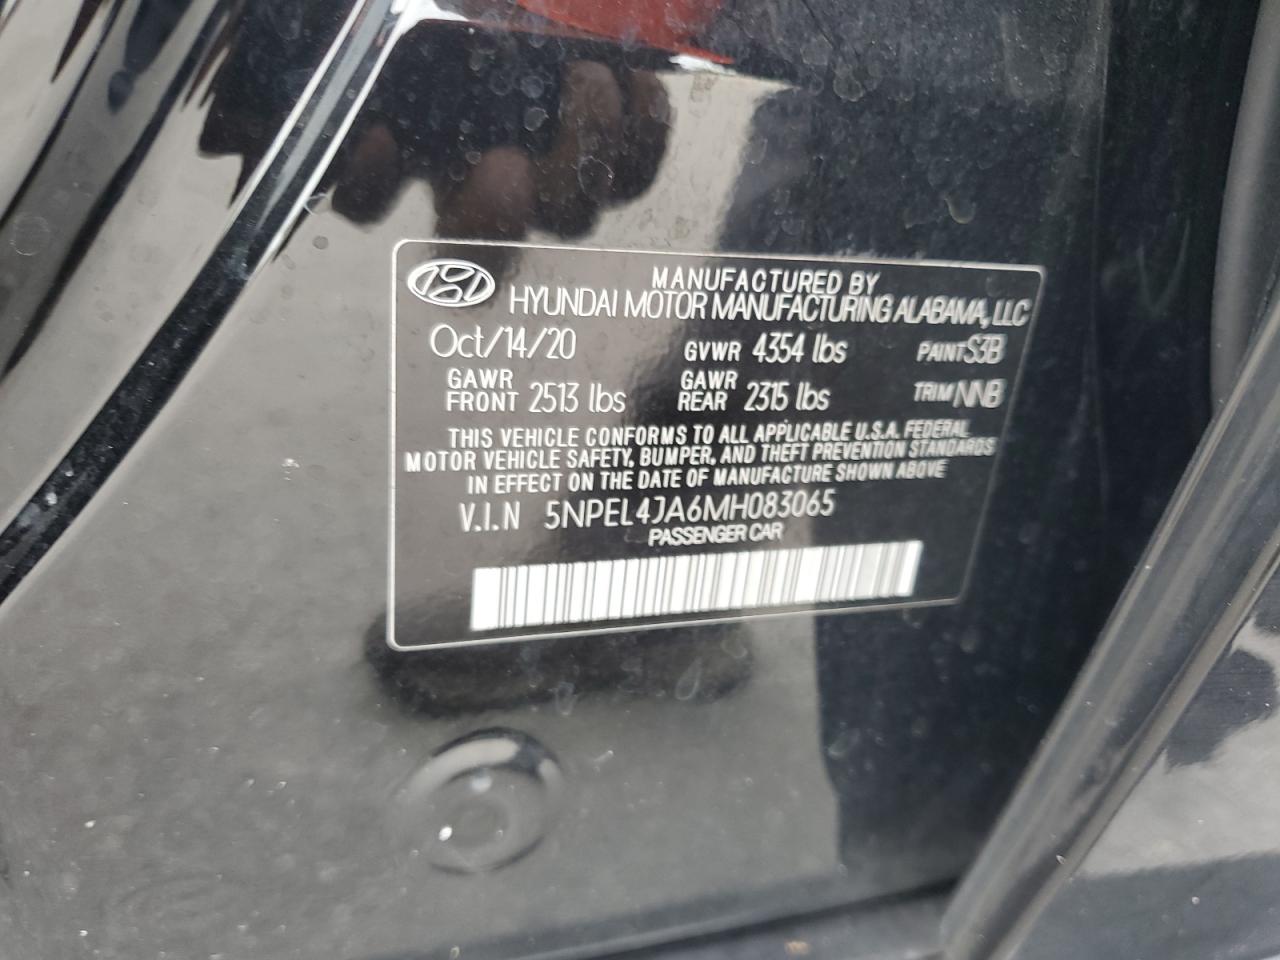 MANUFACTURED BY
HYUNDAI MOTOR MANUFACTURING ALABAMA, LLC
Oct/14/20 GVWR 4354 lbs PAINT S3B
GAWR FRONT 2513 lbs GAWR REAR 2315 lbs TRIM NNB
THIS VEHICLE CONFORMS TO ALL APPLICABLE U.S.A. FEDERAL
MOTOR VEHICLE SAFETY, BUMPER, AND THEFT PREVENTION STANDARDS
IN EFFECT ON THE DATE OF MANUFACTURE SHOWN ABOVE
V.I.N 5NPEL4JA6MH083065
PASSENGER CAR